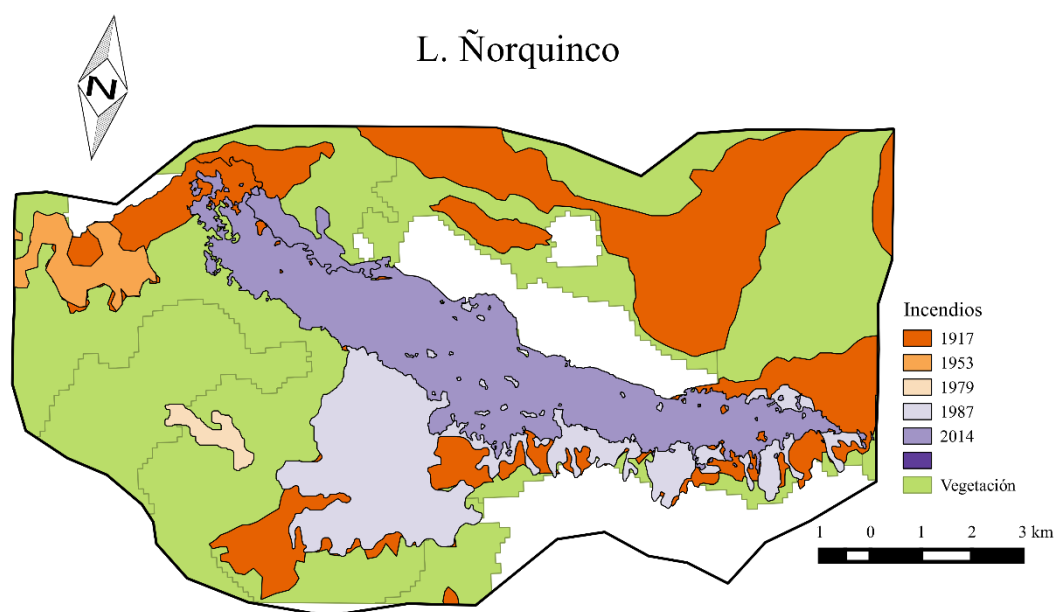 L. Ñorquinco
N
Incendios
1917
1953
1979
1987
2014
Vegetación
1 0 1 2 3 km